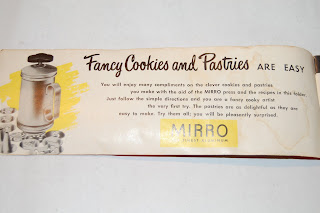 Fancy Cookies and Pastries ARE EASY
You will enjoy many compliments on the clever cookies and pastries
you make with the aid of the MIRRO press and the recipes in this folder.
Just follow the simple directions and you are a fancy cooky artist
the very first try. The pastries are as delightful as they are
easy to make. Try them all; you will be pleasantly surprised.
MIRRO
ALUMINUM